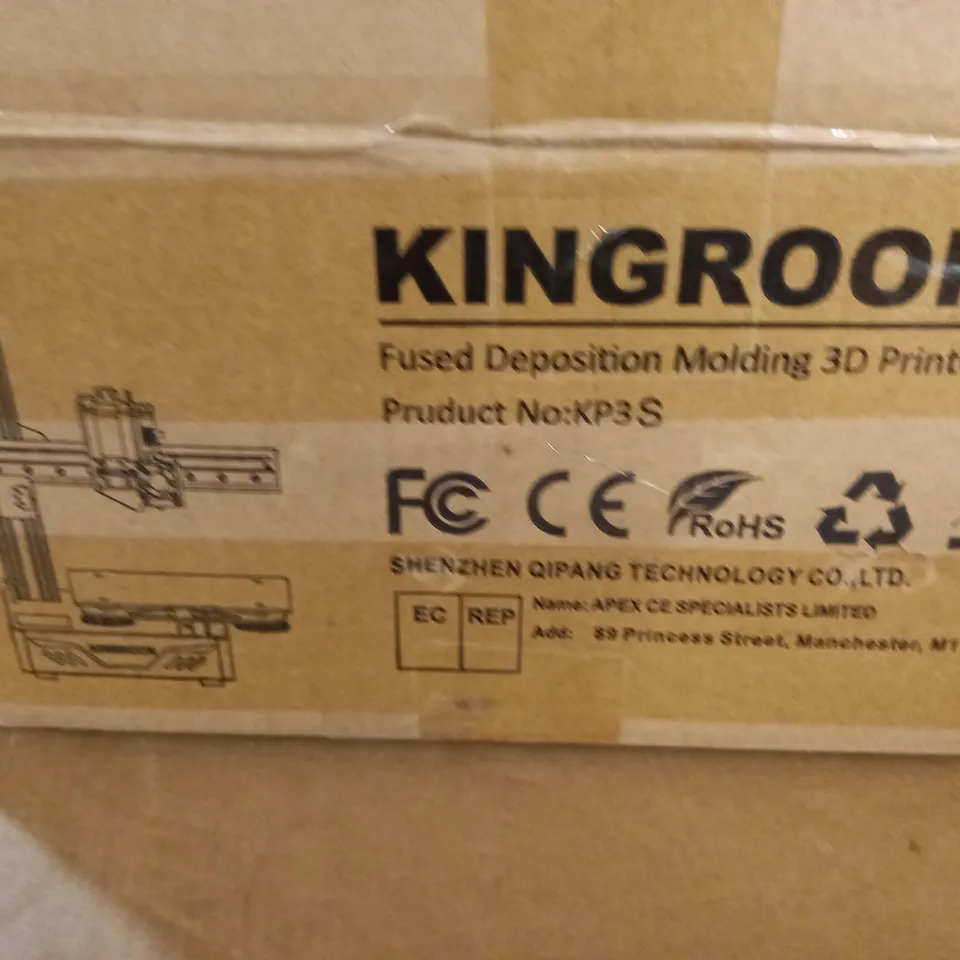 KINGROO
Fused Deposition Molding 3D Print
Pruduct No:KP3S
FC CE RoHS
SHENZHEN QIPANG TECHNOLOGY CO.,LTD.
EC REP
Name: APEX CE SPECIALISTS LIMITED
Add: 89 Princess Street, Manchester, M1